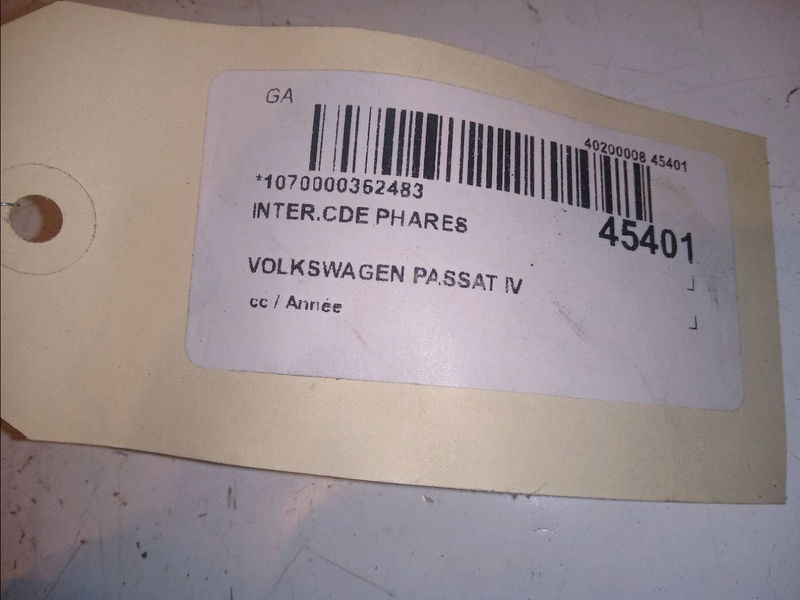 GA
40200008 45401
*1070000362483
INTER.CDE PHARES
45401
VOLKSWAGEN PASSAT IV
cc / Année